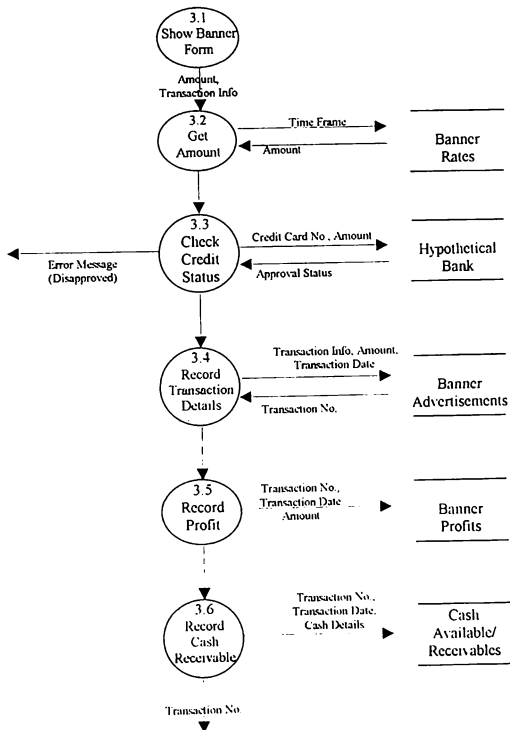 3.1
Show Banner
Form
Amount,
Transaction Info
3.2
Get
Amount
Time Frame
Amount
Banner
Rates
3.3
Check
Credit
Status
Credit Card No., Amount
Approval Status
Hypothetical
Bank
Error Message
(Disapproved)
3.4
Record
Transaction
Details
Transaction Info, Amount,
Transaction Date
Transaction No.
Banner
Advertisements
3.5
Record
Profit
Transaction No.,
Transaction Date
Amount
Banner
Profits
3.6
Record
Cash
Receivable
Transaction No.,
Transaction Date,
Cash Details
Cash
Available/
Receivables
Transaction No.